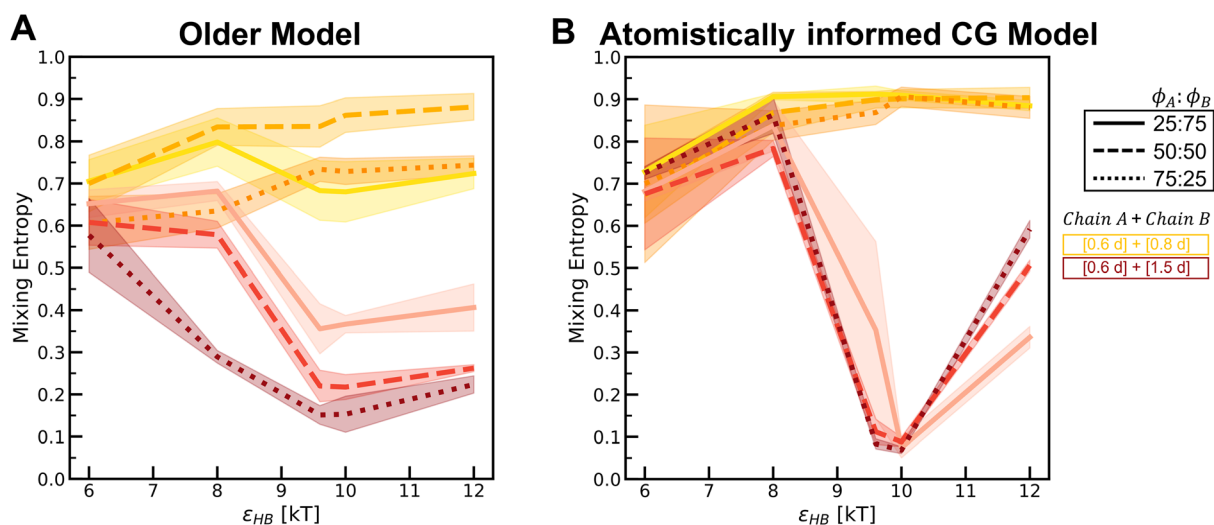 A
Older Model
1.0
0.9
0.8
0.7
0.6
0.5
0.4
0.3
0.2
0.1
0.0
Mixing Entropy
6 7 8 9 10 11 12
ε_HB [kT]
B
Atomistically informed CG Model
1.0
0.9
0.8
0.7
0.6
0.5
0.4
0.3
0.2
0.1
0.0
Mixing Entropy
6 7 8 9 10 11 12
ε_HB [kT]
ϕ_A: ϕ_B
25:75
50:50
75:25
Chain A + Chain B
[0.6 d] + [0.8 d]
[0.6 d] + [1.5 d]